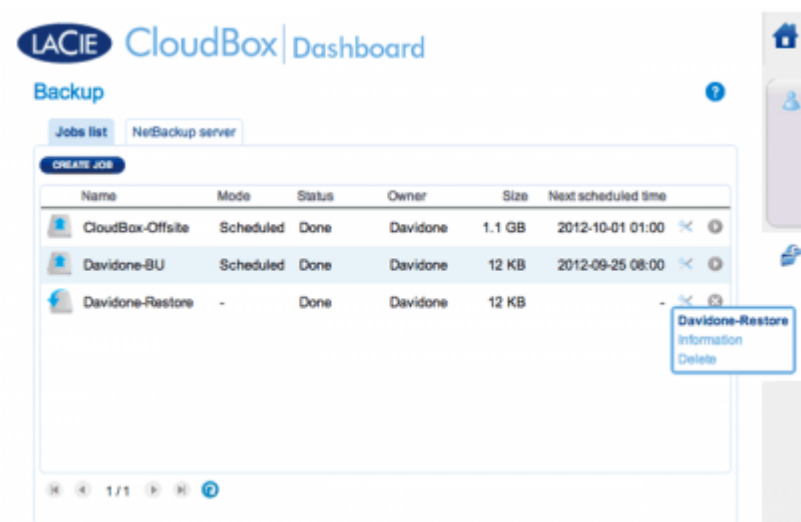 LACIE CloudBox Dashboard
Backup
?
Jobs list NetBackup server
CREATE JOB
Name Mode Status Owner Size Next scheduled time
CloudBox-Offsite Scheduled Done Davidone 1.1 GB 2012-10-01 01:00
Davidone-BU Scheduled Done Davidone 12 KB 2012-09-25 08:00
Davidone-Restore - Done Davidone 12 KB -
Davidone-Restore
Information
Delete
1/1